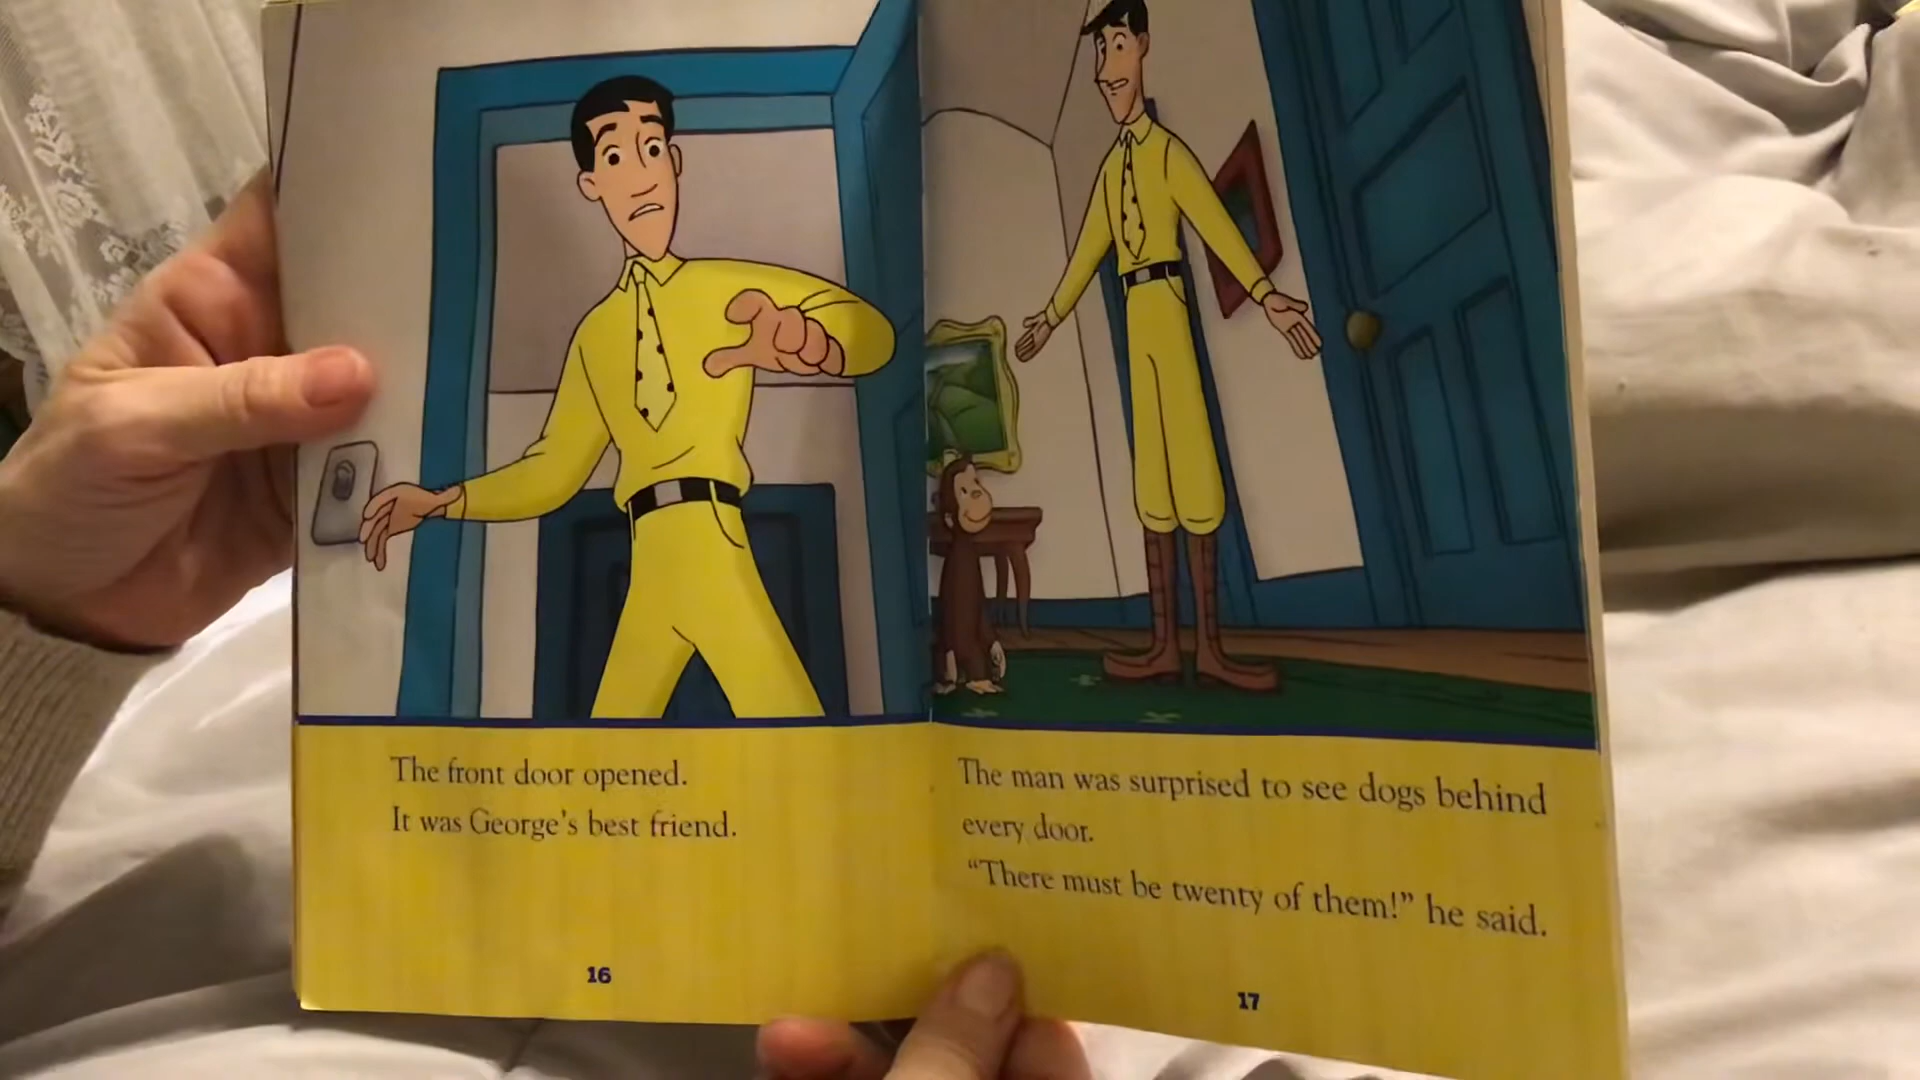 The front door opened.
It was George's best friend.
16
The man was surprised to see dogs behind
every door.
“There must be twenty of them!” he said.
17